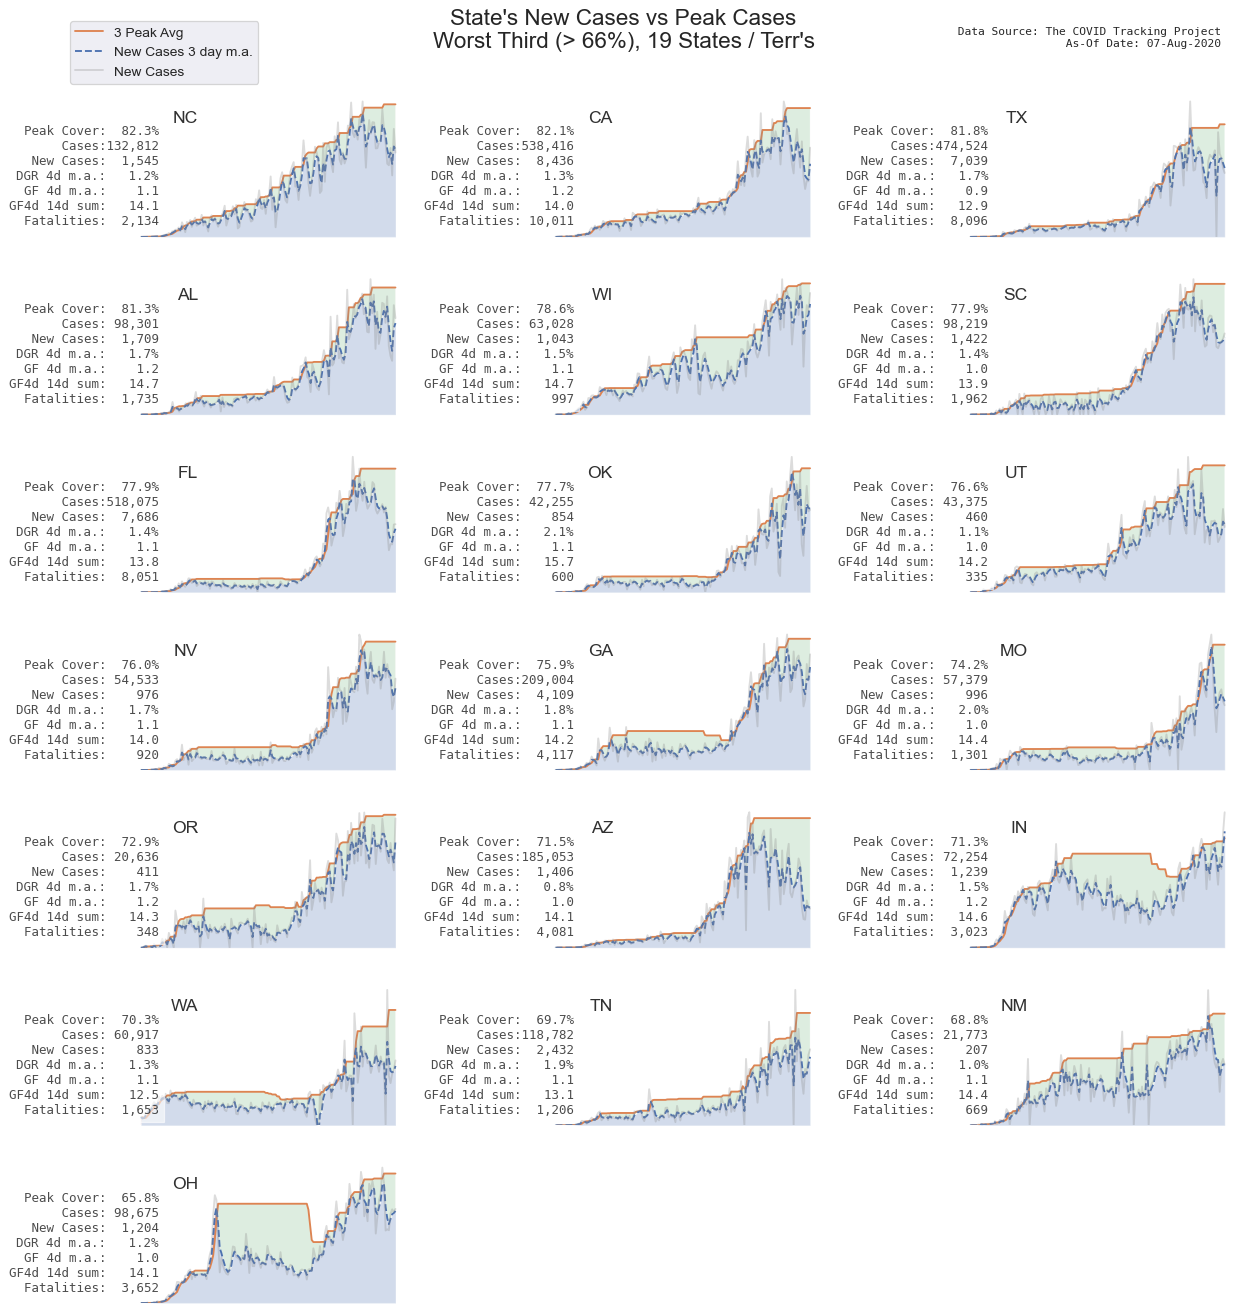 State's New Cases vs Peak Cases
Worst Third (> 66%), 19 States / Terr's
3 Peak Avg
New Cases 3 day m.a.
New Cases
Data Source: The COVID Tracking Project
As-Of Date: 07-Aug-2020
NC
Peak Cover: 82.3%
Cases:132,812
New Cases: 1,545
DGR 4d m.a.: 1.2%
GF 4d m.a.: 1.1
GF4d 14d sum: 14.1
Fatalities: 2,134
CA
Peak Cover: 82.1%
Cases:538,416
New Cases: 8,436
DGR 4d m.a.: 1.3%
GF 4d m.a.: 1.2
GF4d 14d sum: 14.0
Fatalities: 10,011
TX
Peak Cover: 81.8%
Cases:474,524
New Cases: 7,039
DGR 4d m.a.: 1.7%
GF 4d m.a.: 0.9
GF4d 14d sum: 12.9
Fatalities: 8,096
AL
Peak Cover: 81.3%
Cases: 98,301
New Cases: 1,709
DGR 4d m.a.: 1.7%
GF 4d m.a.: 1.2
GF4d 14d sum: 14.7
Fatalities: 1,735
WI
Peak Cover: 78.6%
Cases: 63,028
New Cases: 1,043
DGR 4d m.a.: 1.5%
GF 4d m.a.: 1.1
GF4d 14d sum: 14.7
Fatalities: 997
SC
Peak Cover: 77.9%
Cases: 98,219
New Cases: 1,422
DGR 4d m.a.: 1.4%
GF 4d m.a.: 1.0
GF4d 14d sum: 13.9
Fatalities: 1,962
FL
Peak Cover: 77.9%
Cases:518,075
New Cases: 7,686
DGR 4d m.a.: 1.4%
GF 4d m.a.: 1.1
GF4d 14d sum: 13.8
Fatalities: 8,051
OK
Peak Cover: 77.7%
Cases: 42,255
New Cases: 854
DGR 4d m.a.: 2.1%
GF 4d m.a.: 1.1
GF4d 14d sum: 15.7
Fatalities: 600
UT
Peak Cover: 76.6%
Cases: 43,375
New Cases: 460
DGR 4d m.a.: 1.1%
GF 4d m.a.: 1.0
GF4d 14d sum: 14.2
Fatalities: 335
NV
Peak Cover: 76.0%
Cases: 54,533
New Cases: 976
DGR 4d m.a.: 1.7%
GF 4d m.a.: 1.1
GF4d 14d sum: 14.0
Fatalities: 920
GA
Peak Cover: 75.9%
Cases:209,004
New Cases: 4,109
DGR 4d m.a.: 1.8%
GF 4d m.a.: 1.1
GF4d 14d sum: 14.2
Fatalities: 4,117
MO
Peak Cover: 74.2%
Cases: 57,379
New Cases: 996
DGR 4d m.a.: 2.0%
GF 4d m.a.: 1.0
GF4d 14d sum: 14.4
Fatalities: 1,301
OR
Peak Cover: 72.9%
Cases: 20,636
New Cases: 411
DGR 4d m.a.: 1.7%
GF 4d m.a.: 1.2
GF4d 14d sum: 14.3
Fatalities: 348
AZ
Peak Cover: 71.5%
Cases:185,053
New Cases: 1,406
DGR 4d m.a.: 0.8%
GF 4d m.a.: 1.0
GF4d 14d sum: 14.1
Fatalities: 4,081
IN
Peak Cover: 71.3%
Cases: 72,254
New Cases: 1,239
DGR 4d m.a.: 1.5%
GF 4d m.a.: 1.2
GF4d 14d sum: 14.6
Fatalities: 3,023
WA
Peak Cover: 70.3%
Cases: 60,917
New Cases: 833
DGR 4d m.a.: 1.3%
GF 4d m.a.: 1.1
GF4d 14d sum: 12.5
Fatalities: 1,653
TN
Peak Cover: 69.7%
Cases:118,782
New Cases: 2,432
DGR 4d m.a.: 1.9%
GF 4d m.a.: 1.1
GF4d 14d sum: 13.1
Fatalities: 1,206
NM
Peak Cover: 68.8%
Cases: 21,773
New Cases: 207
DGR 4d m.a.: 1.0%
GF 4d m.a.: 1.1
GF4d 14d sum: 14.4
Fatalities: 669
OH
Peak Cover: 65.8%
Cases: 98,675
New Cases: 1,204
DGR 4d m.a.: 1.2%
GF 4d m.a.: 1.0
GF4d 14d sum: 14.1
Fatalities: 3,652